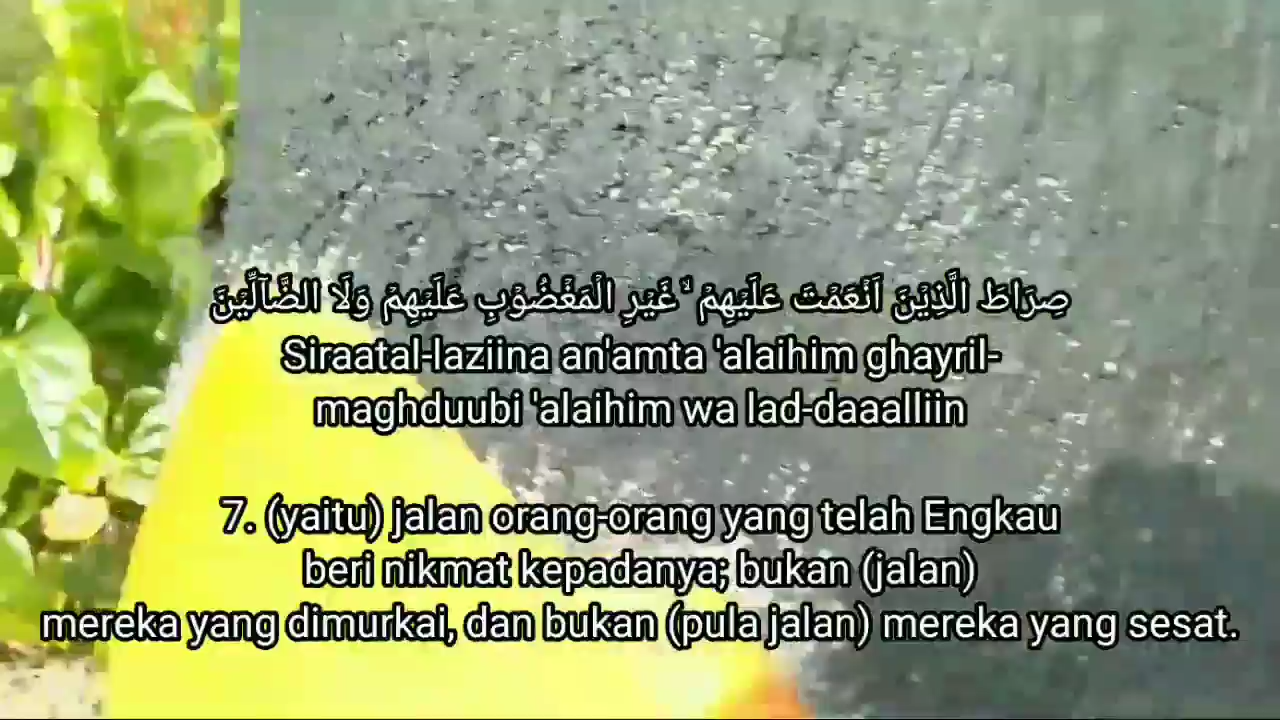 صِرَاطَ الَّذِيْنَ اَنْعَمْتَ عَلَيْهِمْ ەۙ غَيْرِ الْمَغْضُوْبِ عَلَيْهِمْ وَلَا الضَّاۤلِّيْنَ
Siraatal-laziina an'amta 'alaihim ghayril-
maghduubi 'alaihim wa lad-daaalliin
7. (yaitu) jalan orang-orang yang telah Engkau
beri nikmat kepadanya; bukan (jalan)
mereka yang dimurkai, dan bukan (pula jalan) mereka yang sesat.